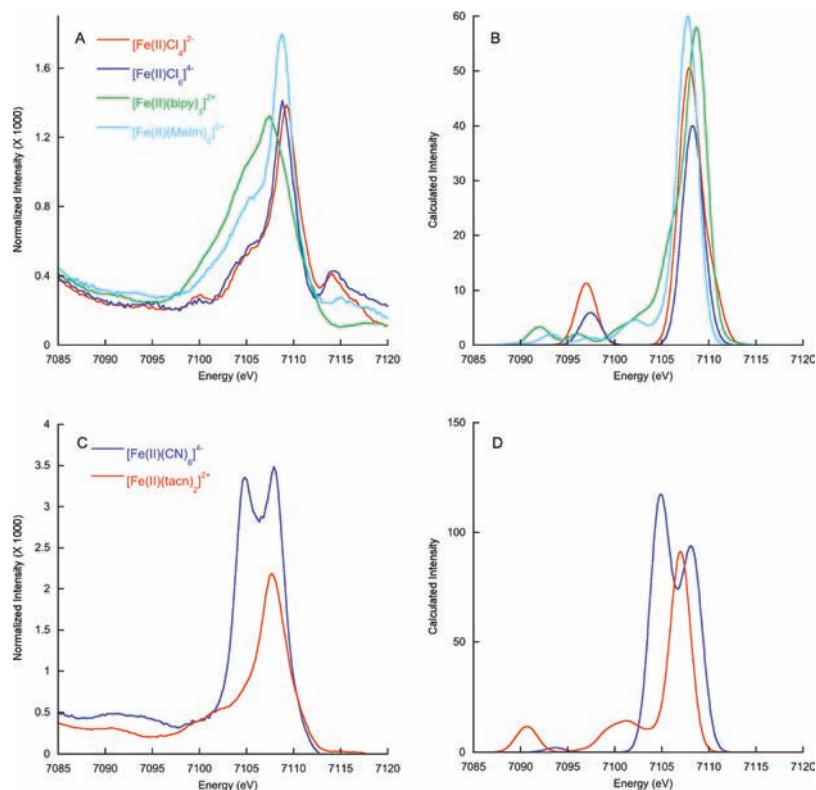 A
[Fe(II)Cl4]2-
[Fe(II)Cl6]4-
[Fe(II)(bipy)3]2+
[Fe(II)(MeIm)6]2+
Normalized Intensity (X 1000)
1.6
1.2
0.8
0.4
0
7085 7090 7095 7100 7105 7110 7115 7120
Energy (eV)
B
Calculated Intensity
60
50
40
30
20
10
0
7085 7090 7095 7100 7105 7110 7115 7120
Energy (eV)
C
[Fe(II)(CN)6]4-
[Fe(II)(tacn)2]2+
Normalized Intensity (X 1000)
4
3.5
3
2.5
2
1.5
1
0.5
0
7085 7090 7095 7100 7105 7110 7115 7120
Energy (eV)
D
Calculated Intensity
150
100
50
0
7085 7090 7095 7100 7105 7110 7115 7120
Energy (eV)